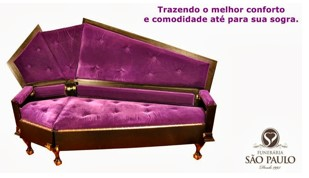 Trazendo o melhor conforto
e comodidade até para sua sogra.
FUNERÁRIA
SÃO PAULO